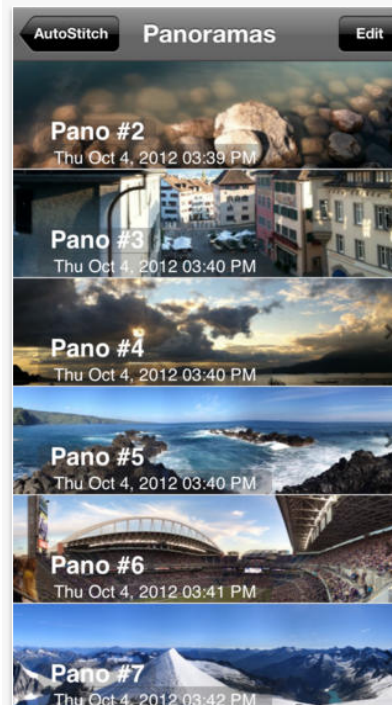 AutoStitch
Panoramas
Edit
Pano #2
Thu Oct 4, 2012 03:39 PM
Pano #3
Thu Oct 4, 2012 03:40 PM
Pano #4
Thu Oct 4, 2012 03:40 PM
Pano #5
Thu Oct 4, 2012 03:40 PM
Pano #6
Thu Oct 4, 2012 03:41 PM
Pano #7
Thu Oct 4, 2012 03:42 PM